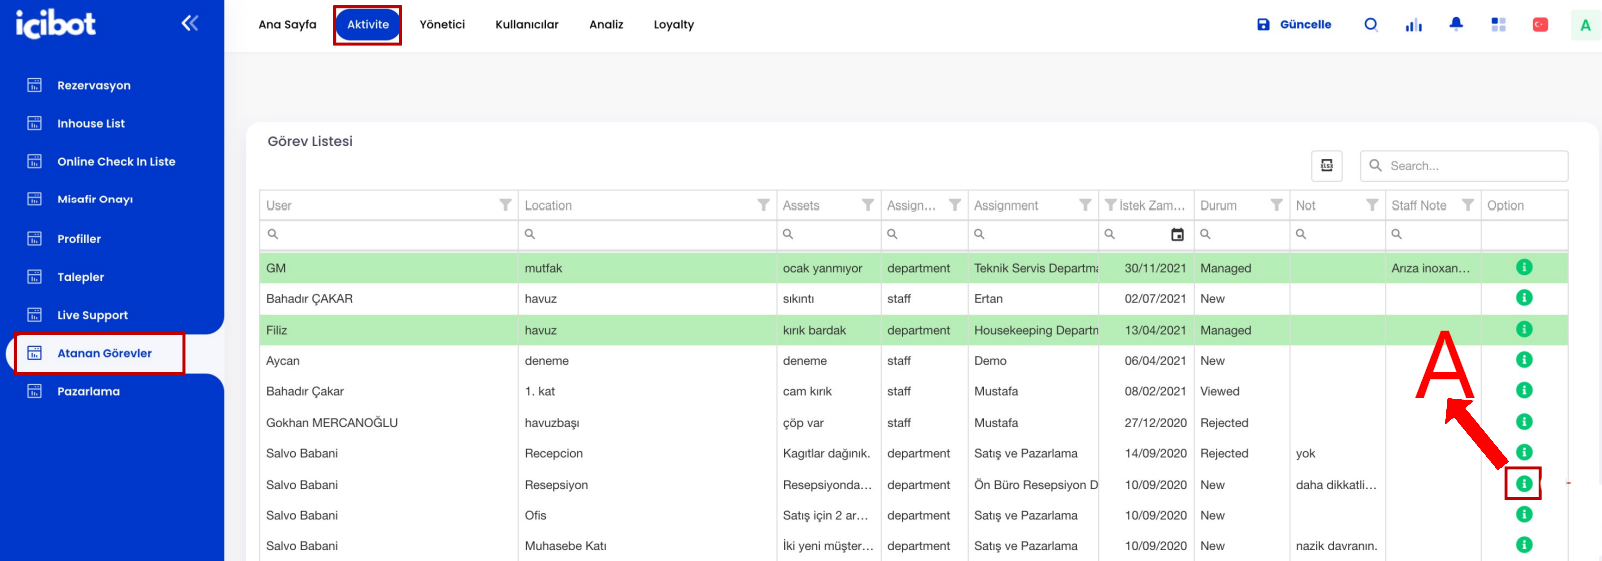 içibot
Ana Sayfa Aktivite Yönetici Kullanıcılar Analiz Loyalty Güncelle A
Rezervasyon
Inhouse List
Online Check In Liste
Misafir Onayı
Profiller
Talepler
Live Support
Atanan Görevler
Pazarlama
Görev Listesi
XLSX Search...
User Location Assets Assign... Assignment İstek Zam... Durum Not Staff Note Option
GM mutfak ocak yanmıyor department Teknik Servis Departma 30/11/2021 Managed Arıza inoxan...
Bahadır ÇAKAR havuz sıkıntı staff Ertan 02/07/2021 New
Filiz havuz kırık bardak department Housekeeping Departn 13/04/2021 Managed
Aycan deneme deneme staff Demo 06/04/2021 New
Bahadır Çakar 1. kat cam kırık staff Mustafa 08/02/2021 Viewed
Gokhan MERCANOĞLU havuzbaşı çöp var staff Mustafa 27/12/2020 Rejected
Salvo Babani Recepcion Kagıtlar dağınık. department Satış ve Pazarlama 14/09/2020 Rejected yok
Salvo Babani Resepsiyon Resepsiyonda... department Ön Büro Resepsiyon D 10/09/2020 New daha dikkatli...
Salvo Babani Ofis Satış için 2 ar... department Satış ve Pazarlama 10/09/2020 New
Salvo Babani Muhasebe Katı İki yeni müşter... department Satış ve Pazarlama 10/09/2020 New nazik davranın.
A